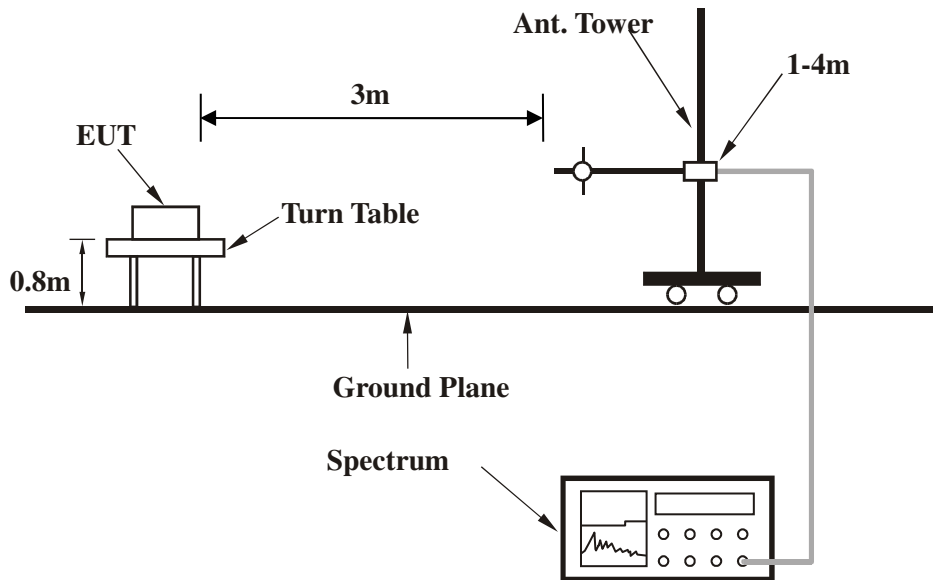 Ant. Tower
1-4m
3m
EUT
Turn Table
0.8m
Ground Plane
Spectrum